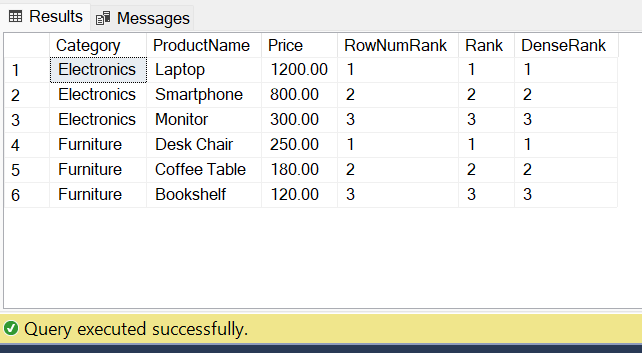 Results Messages
Category ProductName Price RowNumRank Rank DenseRank
1 Electronics Laptop 1200.00 1 1 1
2 Electronics Smartphone 800.00 2 2 2
3 Electronics Monitor 300.00 3 3 3
4 Furniture Desk Chair 250.00 1 1 1
5 Furniture Coffee Table 180.00 2 2 2
6 Furniture Bookshelf 120.00 3 3 3
Query executed successfully.